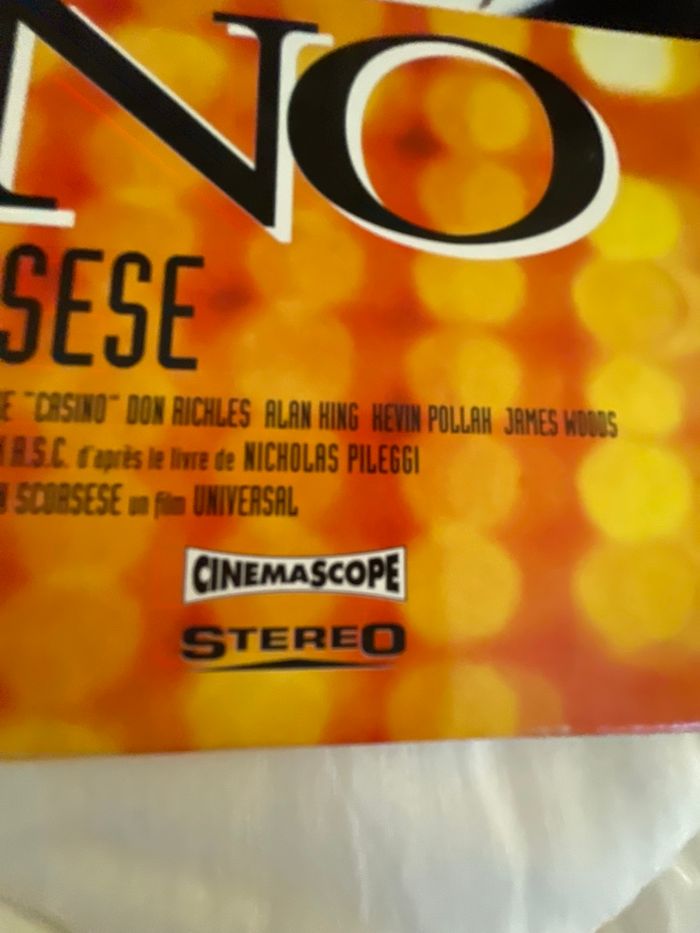 NO
SESE
E "CASINO" DON RICKLES ALAN KING KEVIN POLLAK JAMES WOODS
A.S.C. d'après le livre de NICHOLAS PILEGGI
SCORSESE un film UNIVERSAL
CINEMASCOPE
STEREO